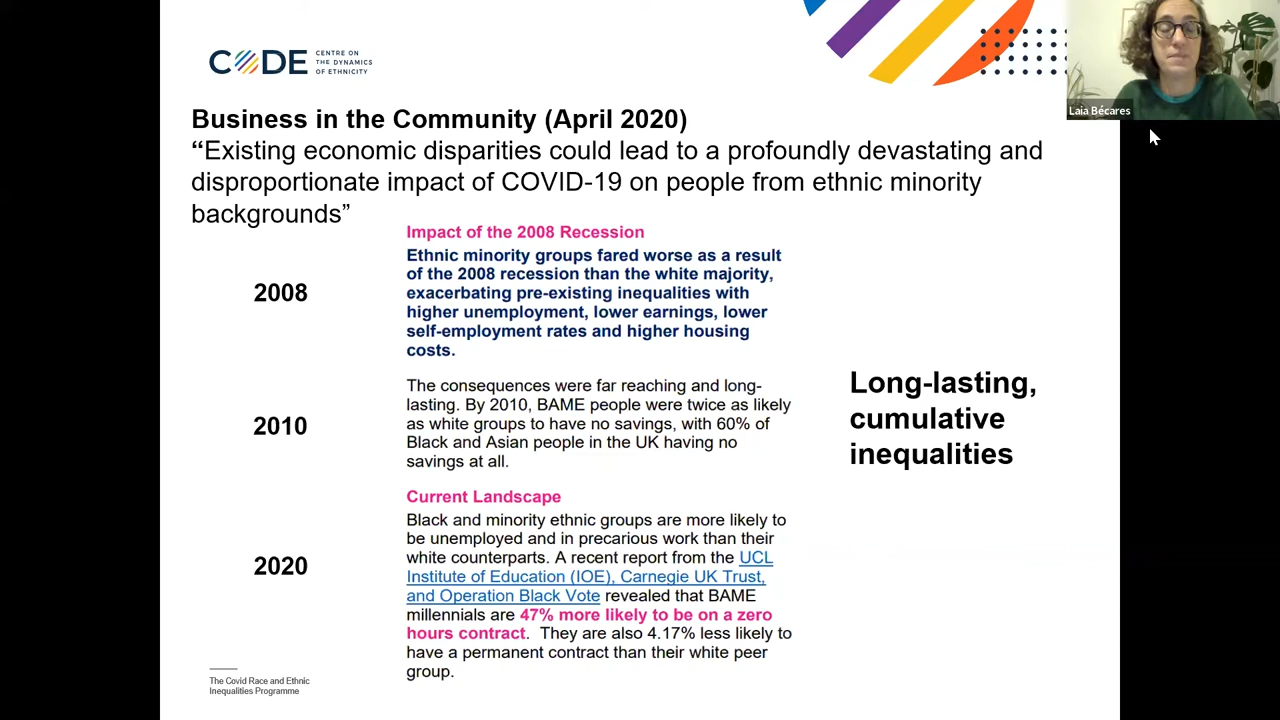 CODE
CENTRE ON
THE DYNAMICS
OF ETHNICITY
Laia Bécares
Business in the Community (April 2020)
“Existing economic disparities could lead to a profoundly devastating and
disproportionate impact of COVID-19 on people from ethnic minority
backgrounds”
Impact of the 2008 Recession
2008
Ethnic minority groups fared worse as a result
of the 2008 recession than the white majority,
exacerbating pre-existing inequalities with
higher unemployment, lower earnings, lower
self-employment rates and higher housing
costs.
2010
The consequences were far reaching and long-
lasting. By 2010, BAME people were twice as likely
as white groups to have no savings, with 60% of
Black and Asian people in the UK having no
savings at all.
Long-lasting,
cumulative
inequalities
Current Landscape
2020
Black and minority ethnic groups are more likely to
be unemployed and in precarious work than their
white counterparts. A recent report from the UCL
Institute of Education (IOE), Carnegie UK Trust,
and Operation Black Vote revealed that BAME
millennials are 47% more likely to be on a zero
hours contract. They are also 4.17% less likely to
have a permanent contract than their white peer
group.
The Covid Race and Ethnic
Inequalities Programme